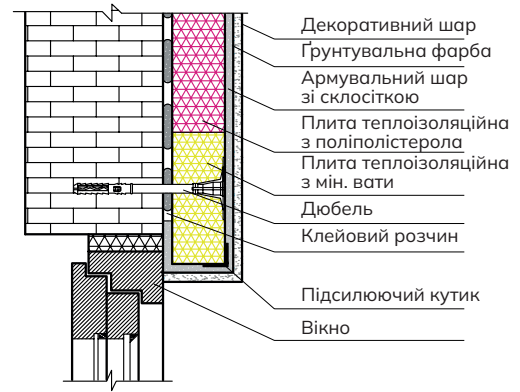 Декоративний шар
Ґрунтувальна фарба
Армувальний шар
зі склосіткою
Плита теплоізоляційна
з поліполістерола
Плита теплоізоляційна
з мін. вати
Дюбель
Клейовий розчин
Підсилюючий кутик
Вікно